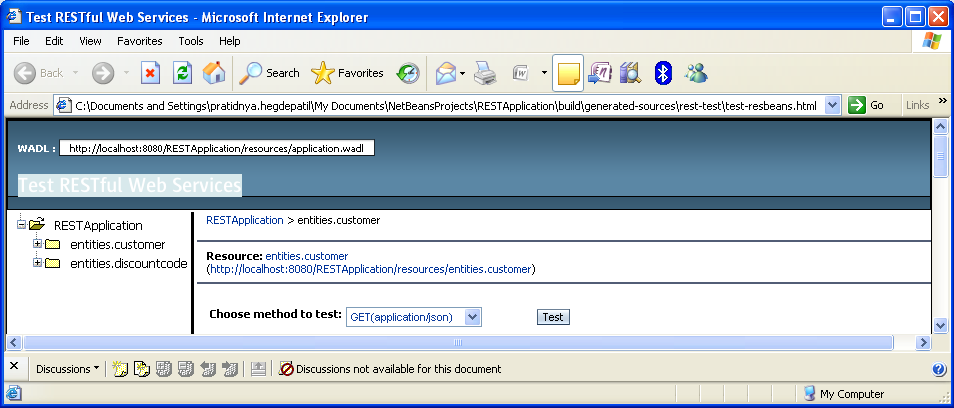 Test RESTful Web Services - Microsoft Internet Explorer
File Edit View Favorites Tools Help
Back Search Favorites
Address C:\Documents and Settings\pratidnya.hegdepatil\My Documents\NetBeansProjects\RESTApplication\build\generated-sources\rest-test\test-resbeans.html Go Links »
WADL : http://localhost:8080/RESTApplication/resources/application.wadl
Test RESTful Web Services
RESTApplication
entities.customer
entities.discountcode
RESTApplication > entities.customer
Resource: entities.customer
(http://localhost:8080/RESTApplication/resources/entities.customer)
Choose method to test: GET(application/json) Test
Discussions Discussions not available for this document
My Computer